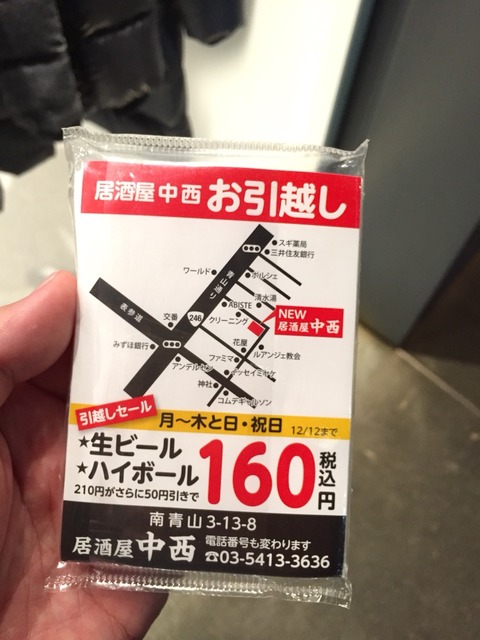 居酒屋 中西 お引越し
スギ薬局
三井住友銀行
ワールド
ポルシェ
青山通り
清水湯
ABISTE
表参道
交番
246
クリーニング
NEW
居酒屋 中西
花屋
みずほ銀行
ファミマ
ルアンジェ教会
アンデルセン
イッセイミヤケ
神社
コムデギャルソン
引越しセール
月〜木と日・祝日 12/12まで
★生ビール
★ハイボール
210円がさらに50円引きで
160円
税込
南青山 3-13-8
居酒屋 中西
電話番号も変わります
☎03-5413-3636